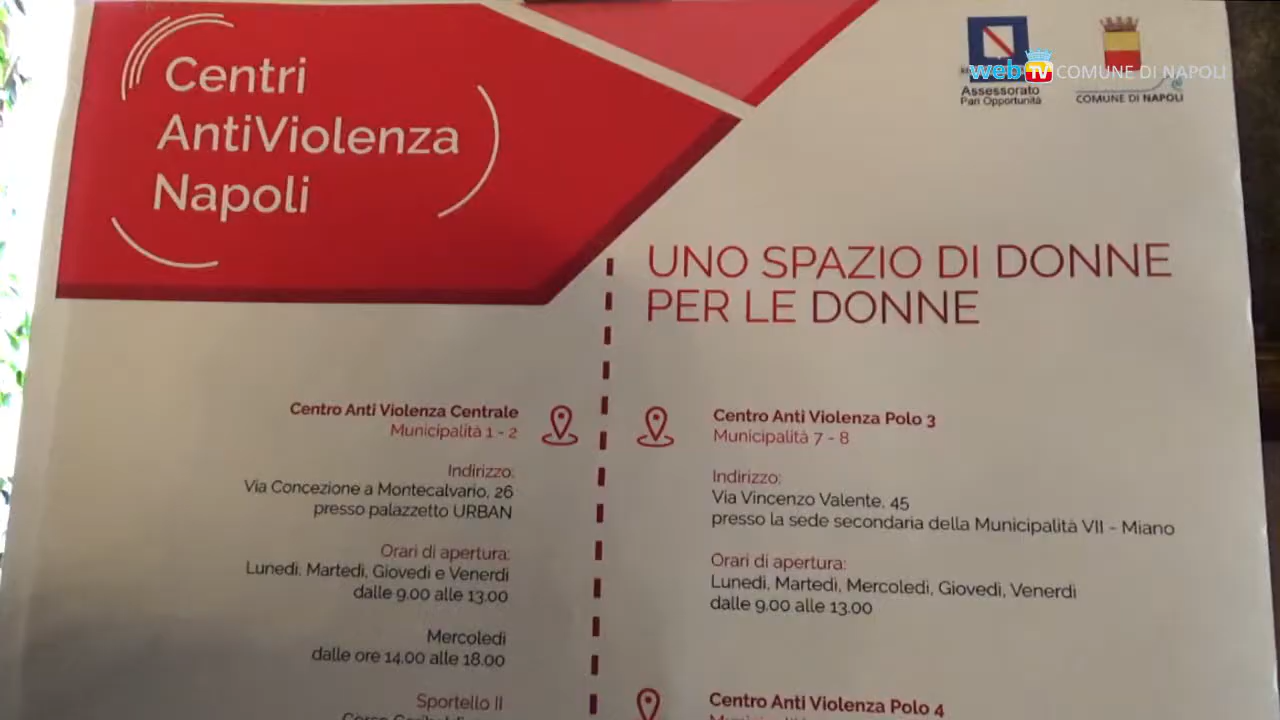 Centri
AntiViolenza
Napoli
web TV COMUNE DI NAPOLI
Assessorato
Pari Opportunità
COMUNE DI NAPOLI
UNO SPAZIO DI DONNE
PER LE DONNE
Centro Anti Violenza Centrale
Municipalità 1 - 2
Indirizzo:
Via Concezione a Montecalvario, 26
presso palazzetto URBAN
Orari di apertura:
Lunedì, Martedì, Giovedì e Venerdì
dalle 9.00 alle 13.00
Mercoledì
dalle ore 14.00 alle 18.00
Sportello II
Centro Anti Violenza Polo 3
Municipalità 7 - 8
Indirizzo:
Via Vincenzo Valente, 45
presso la sede secondaria della Municipalità VII - Miano
Orari di apertura:
Lunedì, Martedì, Mercoledì, Giovedì, Venerdì
dalle 9.00 alle 13.00
Centro Anti Violenza Polo 4